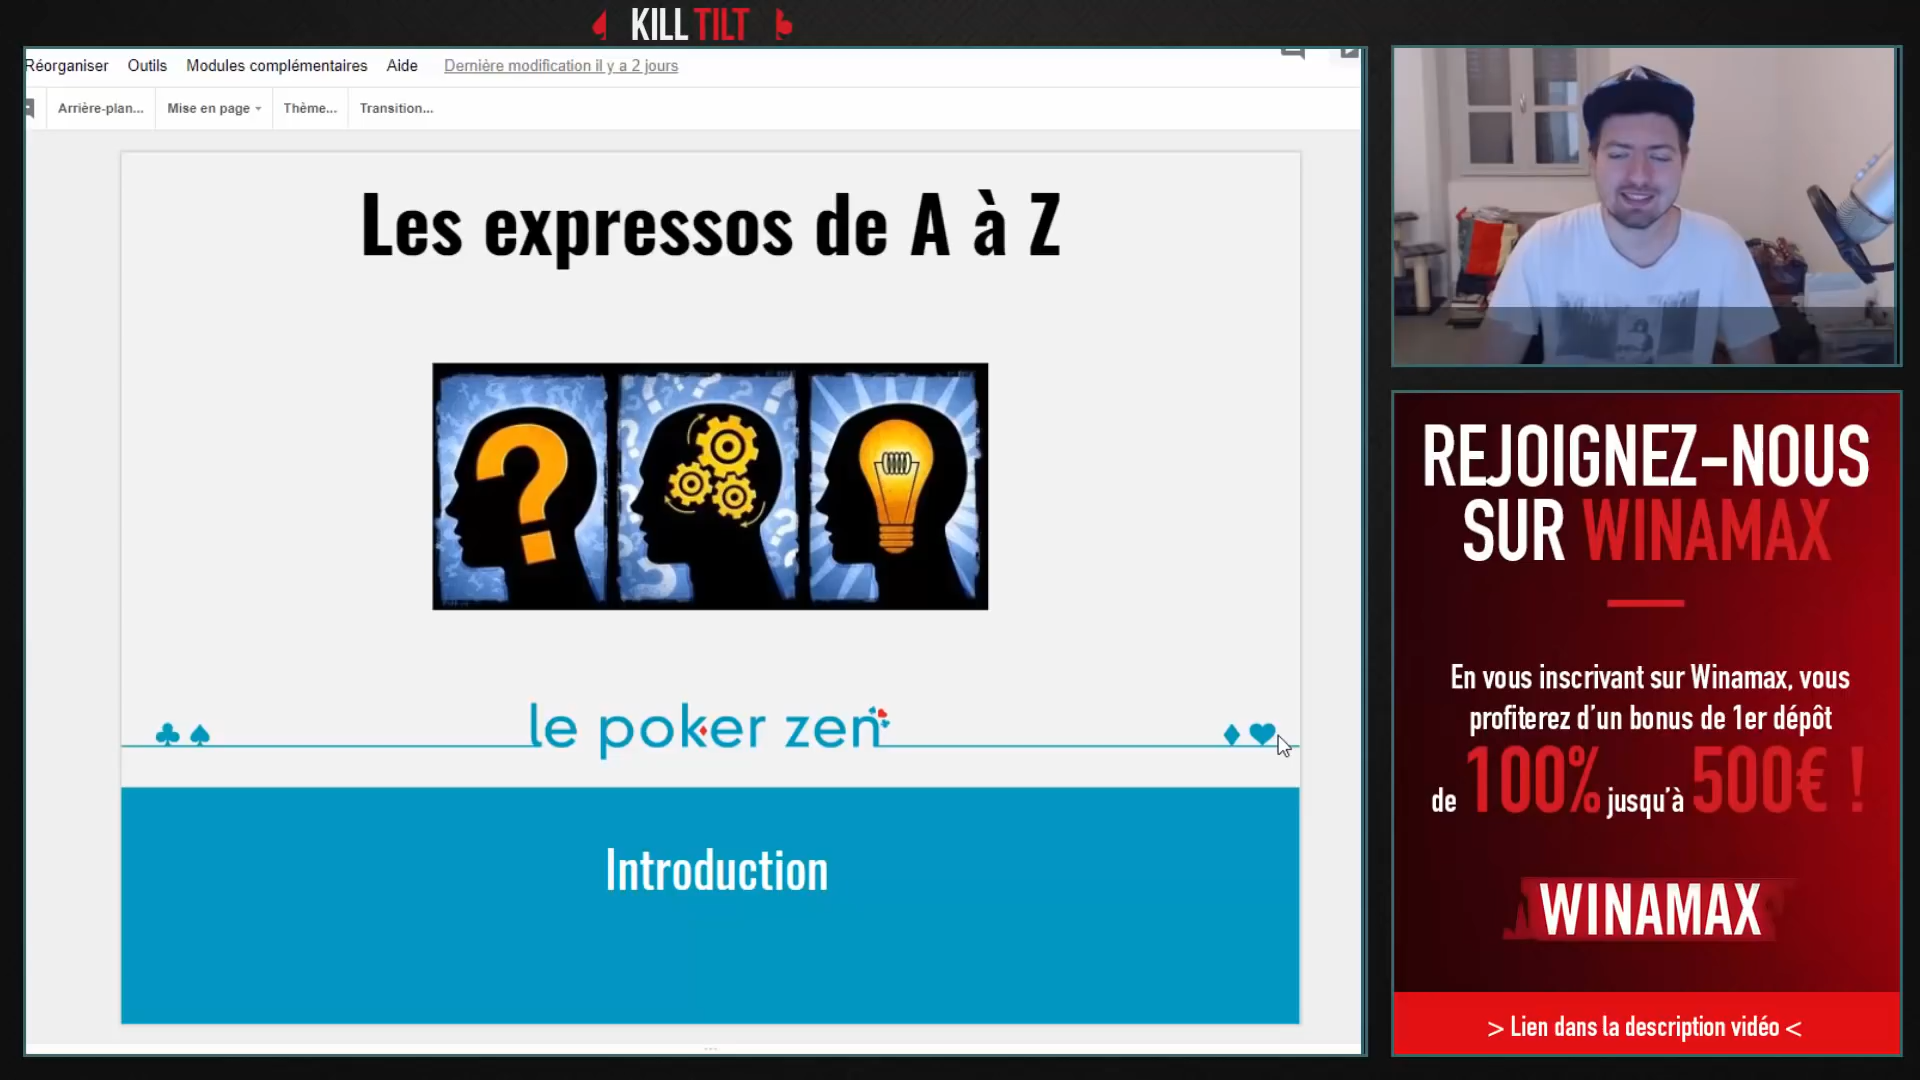 KILL TILT
Réorganiser Outils Modules complémentaires Aide Dernière modification il y a 2 jours
Arrière-plan... Mise en page Thème... Transition...
Les expressos de A à Z
le poker zen
Introduction
REJOIGNEZ-NOUS
SUR WINAMAX
En vous inscrivant sur Winamax, vous
profiterez d'un bonus de 1er dépôt
de 100% jusqu'à 500€ !
WINAMAX
> Lien dans la description vidéo <